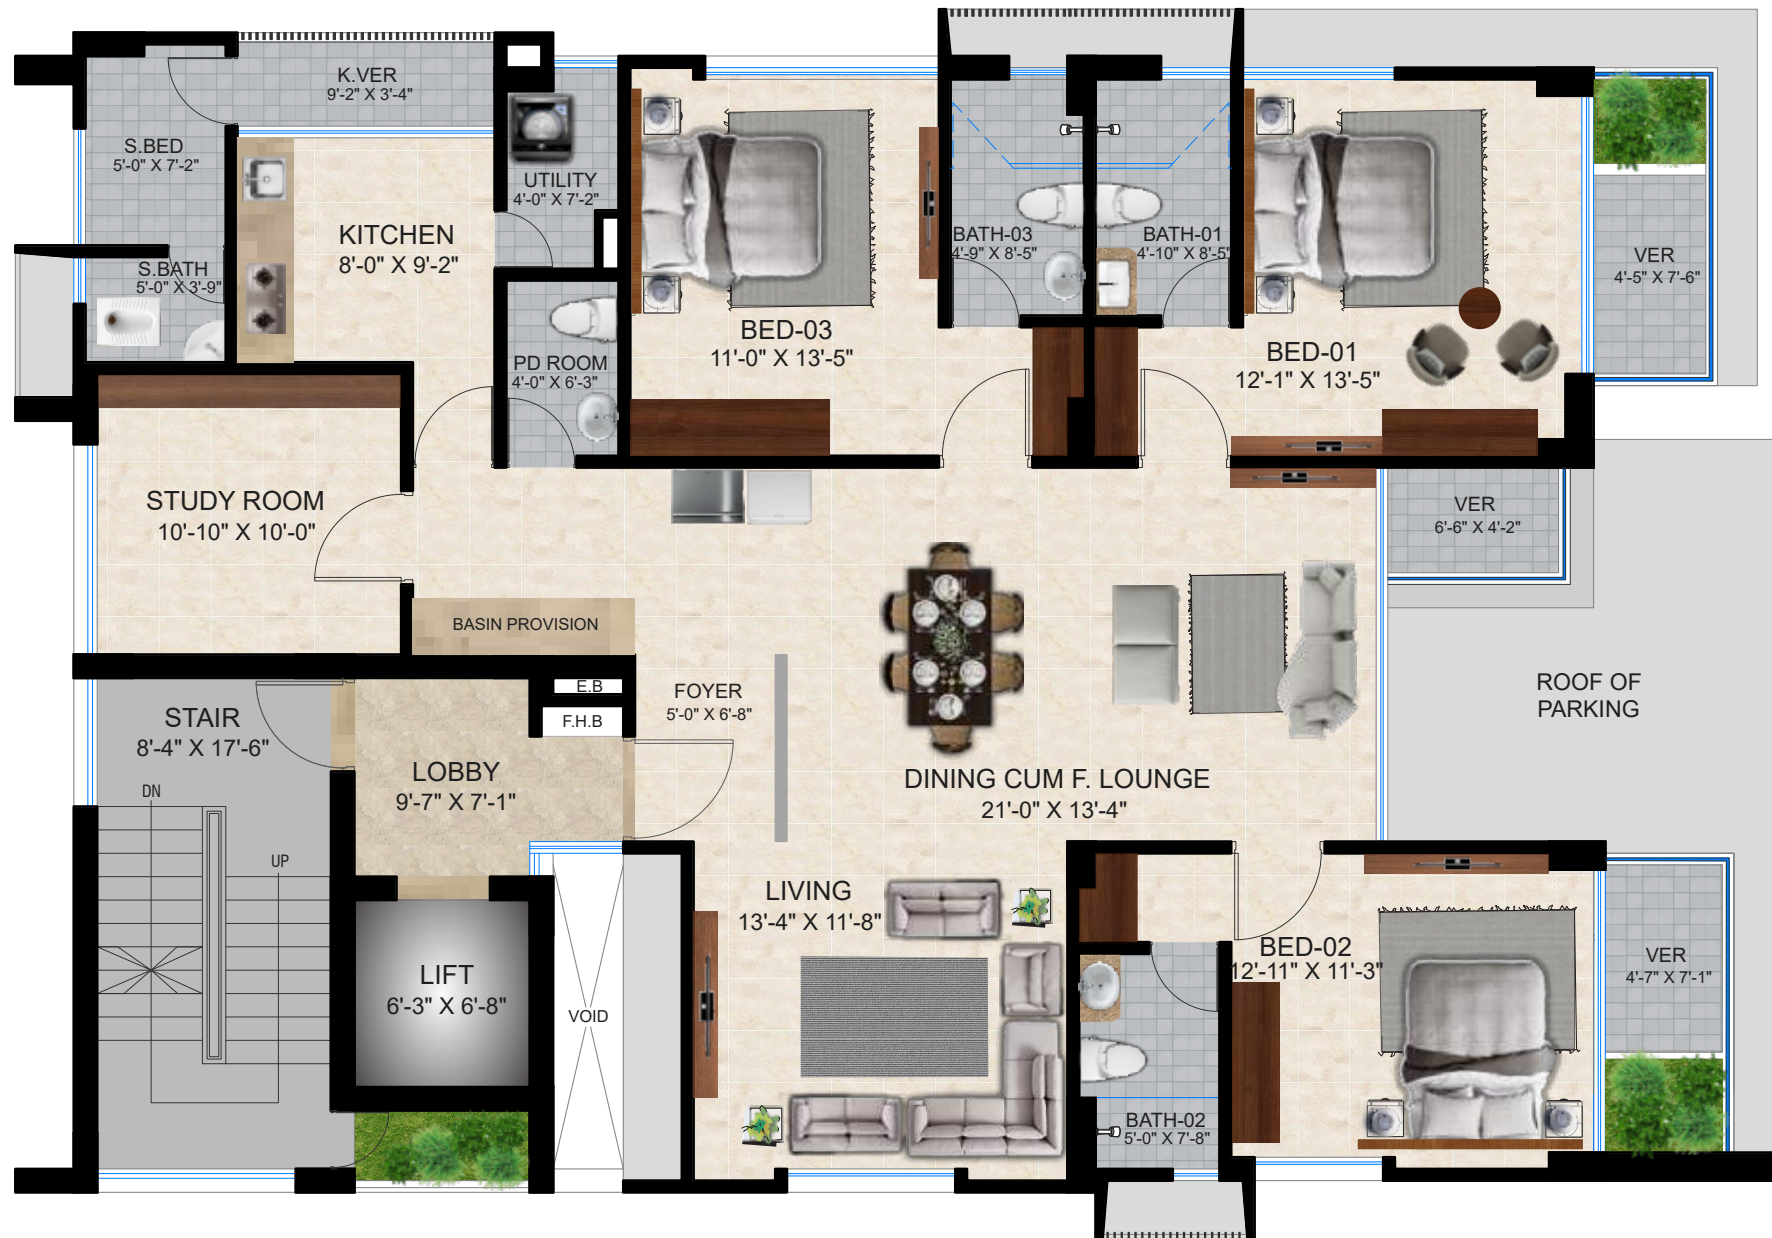 K.VER
9'-2" X 3'-4"
S.BED
5'-0" X 7'-2"
UTILITY
4'-0" X 7'-2"
KITCHEN
8'-0" X 9'-2"
S.BATH
5'-0" X 3'-9"
BATH-03
4'-9" X 8'-5"
BATH-01
4'-10" X 8'-5"
VER
4'-5" X 7'-6"
BED-03
11'-0" X 13'-5"
PD ROOM
4'-0" X 6'-3"
BED-01
12'-1" X 13'-5"
STUDY ROOM
10'-10" X 10'-0"
VER
6'-6" X 4'-2"
BASIN PROVISION
E.B
F.H.B
FOYER
5'-0" X 6'-8"
ROOF OF
PARKING
STAIR
8'-4" X 17'-6"
LOBBY
9'-7" X 7'-1"
DINING CUM F. LOUNGE
21'-0" X 13'-4"
DN
UP
LIVING
13'-4" X 11'-8"
BED-02
12'-11" X 11'-3"
VER
4'-7" X 7'-1"
LIFT
6'-3" X 6'-8"
VOID
BATH-02
5'-0" X 7'-8"